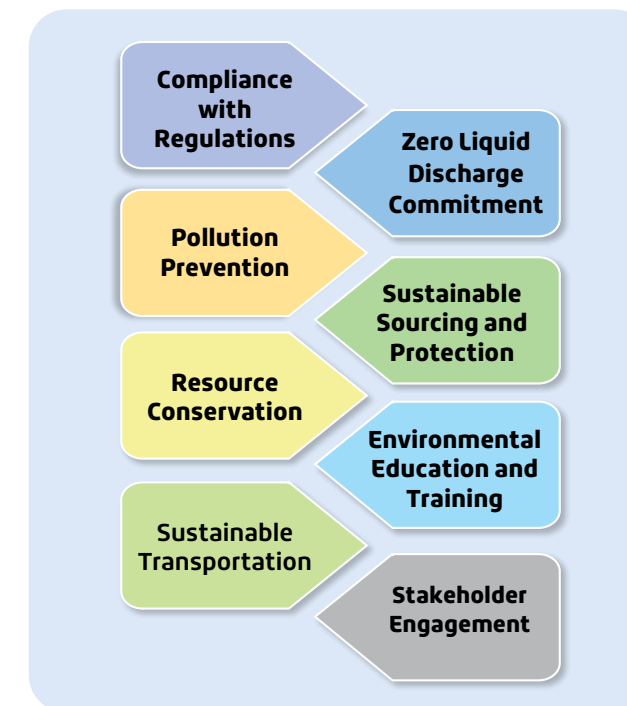 Compliance
with
Regulations
Zero Liquid
Discharge
Commitment
Pollution
Prevention
Sustainable
Sourcing and
Protection
Resource
Conservation
Environmental
Education and
Training
Sustainable
Transportation
Stakeholder
Engagement